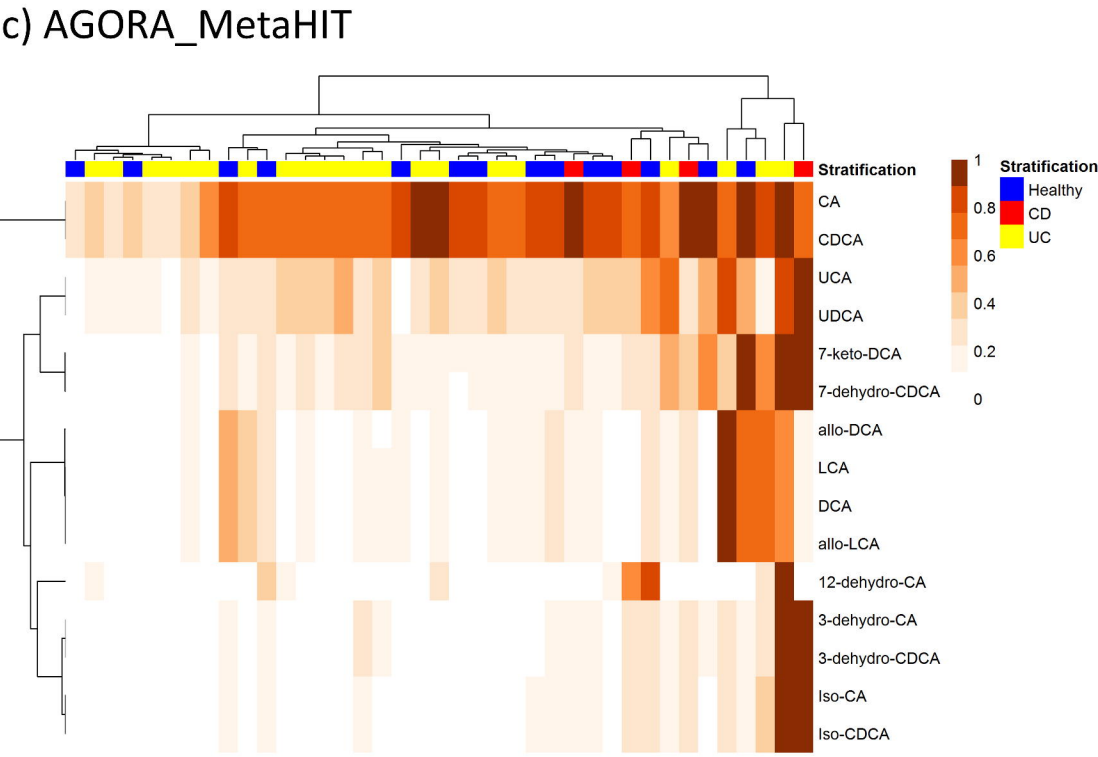 c) AGORA_MetaHIT
Stratification
CA
CDCA
UCA
UDCA
7-keto-DCA
7-dehydro-CDCA
allo-DCA
LCA
DCA
allo-LCA
12-dehydro-CA
3-dehydro-CA
3-dehydro-CDCA
Iso-CA
Iso-CDCA
1
0.8
0.6
0.4
0.2
0
Stratification
Healthy
CD
UC